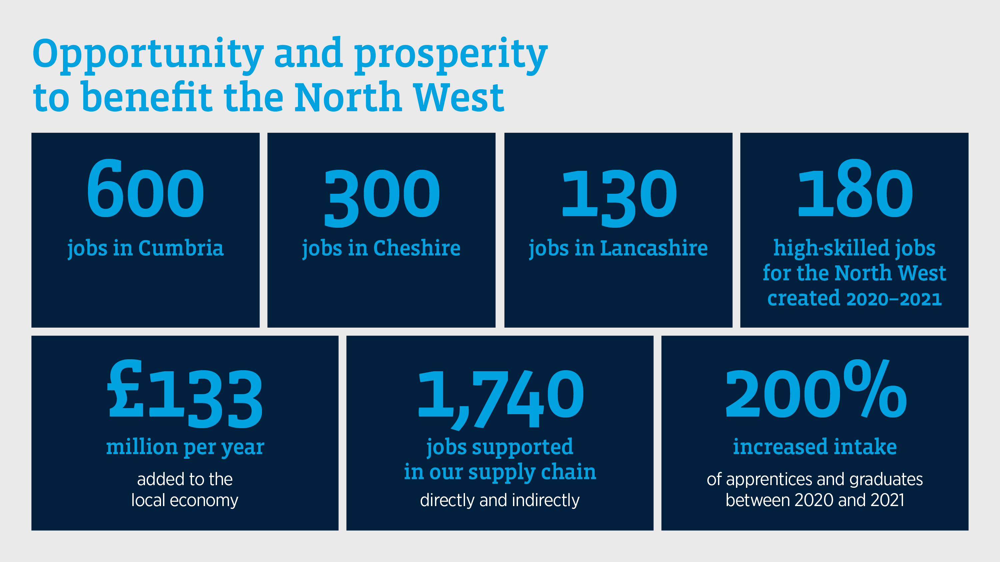 Opportunity and prosperity
to benefit the North West
600
jobs in Cumbria
300
jobs in Cheshire
130
jobs in Lancashire
180
high-skilled jobs
for the North West
created 2020–2021
£133
million per year
added to the
local economy
1,740
jobs supported
in our supply chain
directly and indirectly
200%
increased intake
of apprentices and graduates
between 2020 and 2021